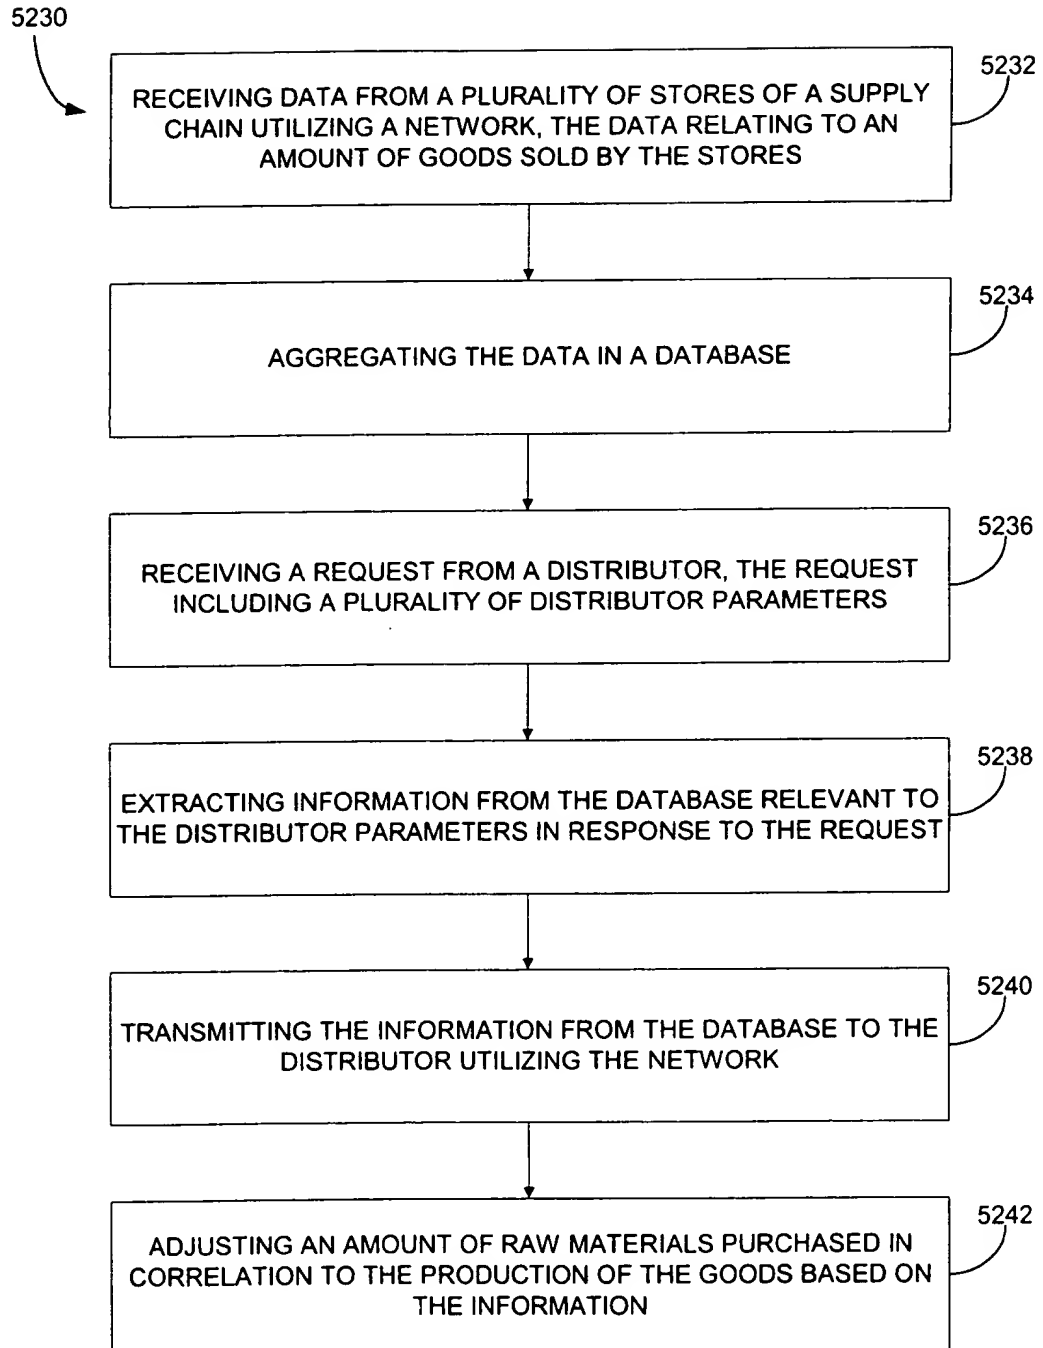 5230
5232
RECEIVING DATA FROM A PLURALITY OF STORES OF A SUPPLY
CHAIN UTILIZING A NETWORK, THE DATA RELATING TO AN
AMOUNT OF GOODS SOLD BY THE STORES
5234
AGGREGATING THE DATA IN A DATABASE
5236
RECEIVING A REQUEST FROM A DISTRIBUTOR, THE REQUEST
INCLUDING A PLURALITY OF DISTRIBUTOR PARAMETERS
5238
EXTRACTING INFORMATION FROM THE DATABASE RELEVANT TO
THE DISTRIBUTOR PARAMETERS IN RESPONSE TO THE REQUEST
5240
TRANSMITTING THE INFORMATION FROM THE DATABASE TO THE
DISTRIBUTOR UTILIZING THE NETWORK
5242
ADJUSTING AN AMOUNT OF RAW MATERIALS PURCHASED IN
CORRELATION TO THE PRODUCTION OF THE GOODS BASED ON
THE INFORMATION